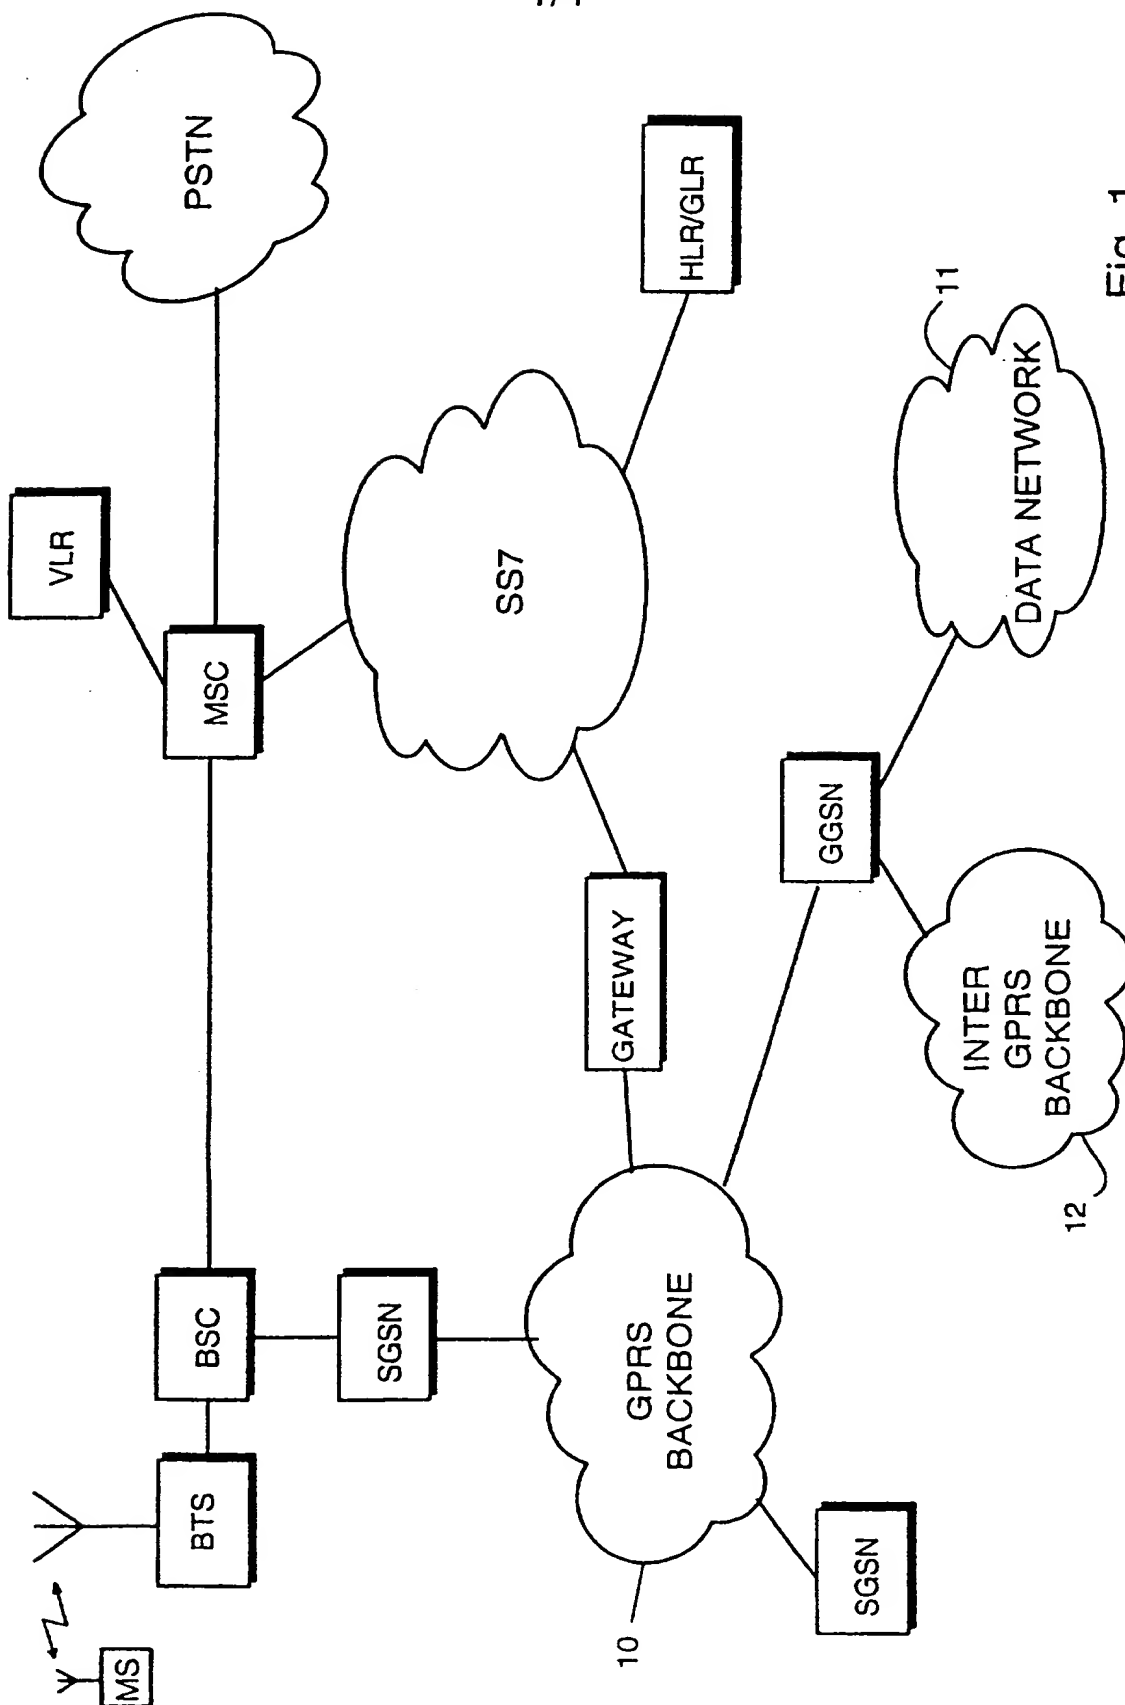 MS
BTS
BSC
MSC
VLR
PSTN
SGSN
SS7
HLR/GLR
GATEWAY
10
GPRS
BACKBONE
SGSN
GGSN
11
DATA NETWORK
12
INTER
GPRS
BACKBONE
Fig. 1